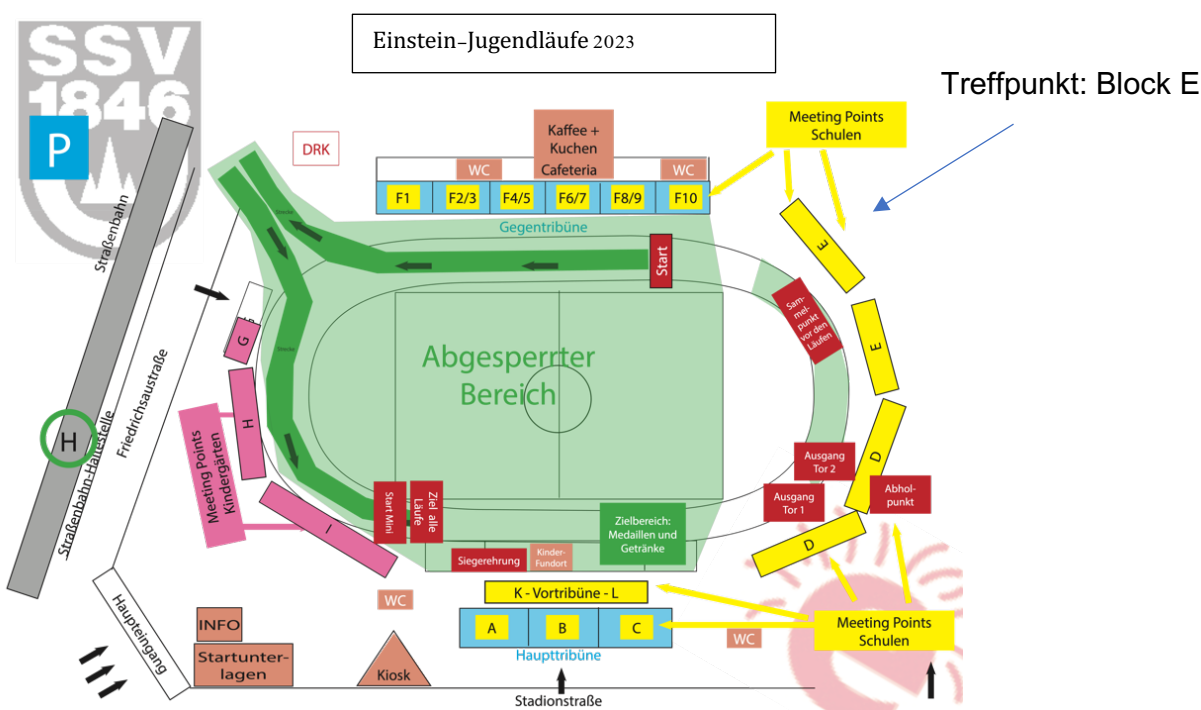 SSV
1846
P
Einstein-Jugendläufe 2023
Treffpunkt: Block E
Meeting Points
Schulen
DRK
Kaffee +
Kuchen
Cafeteria
WC
WC
F1
F2/3
F4/5
F6/7
F8/9
F10
Gegentribüne
Strecke
Start
E
E
Sam-
mel-
punkt
vor den
Läufen
Straßenbahn
Friedrichsaustraße
Straßenbahn-Haltestelle
H
G
H
I
Meeting Points
Kindergärten
Strecke
Abgesperrter
Bereich
D
D
Ausgang
Tor 2
Ausgang
Tor 1
Abhol-
punkt
Start Mini
Ziel alle
Läufe
Zielbereich:
Medaillen und
Getränke
Siegerehrung
Kinder-
Fundort
K - Vortribüne - L
A
B
C
Haupttribüne
WC
WC
Meeting Points
Schulen
Haupteingang
INFO
Startunter-
lagen
Kiosk
Stadionstraße